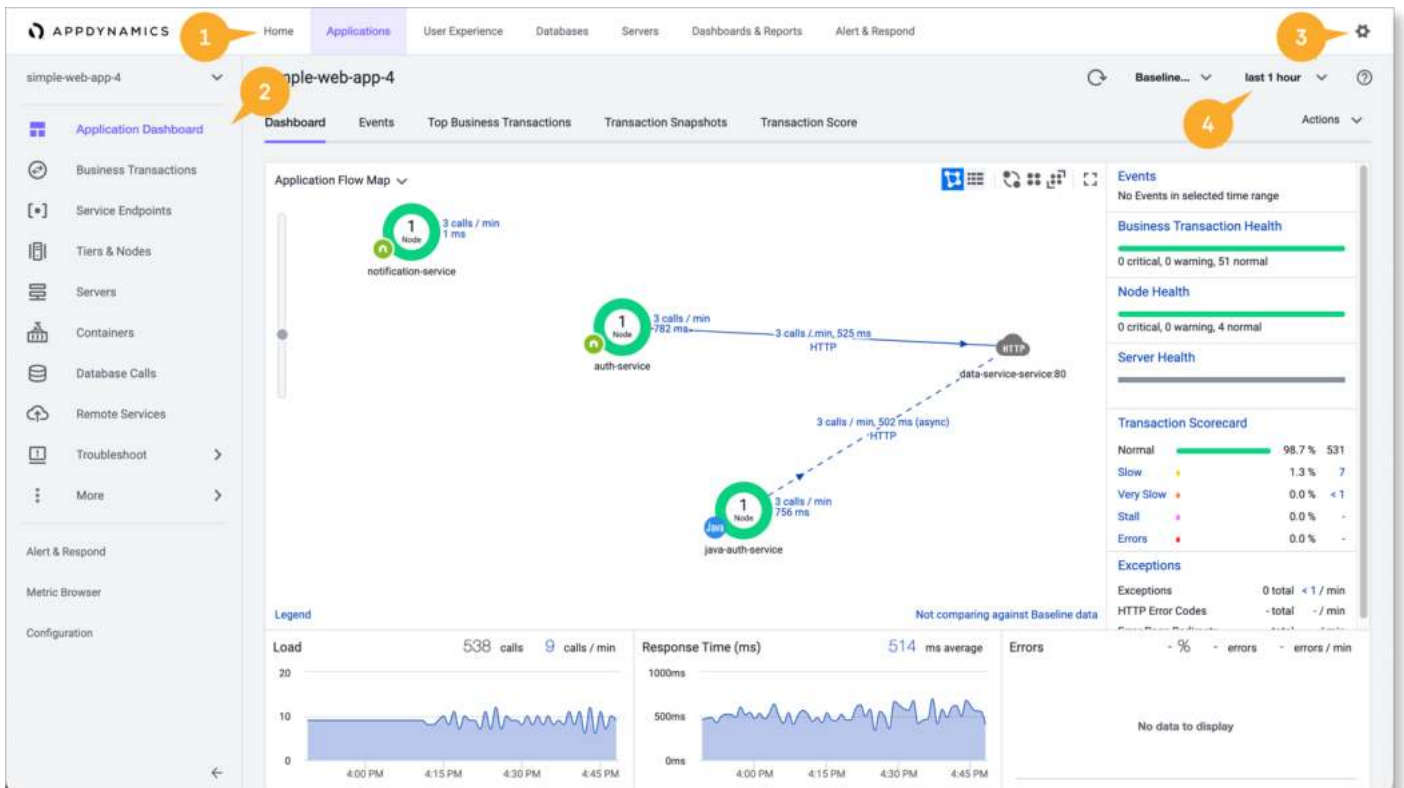 APPDYNAMICS
1
Home
Applications
User Experience
Databases
Servers
Dashboards & Reports
Alert & Respond
3
simple-web-app-4
2
mple-web-app-4
Baseline...
last 1 hour
4
Application Dashboard
Business Transactions
Service Endpoints
Tiers & Nodes
Servers
Containers
Database Calls
Remote Services
Troubleshoot
More
Alert & Respond
Metric Browser
Configuration
Dashboard
Events
Top Business Transactions
Transaction Snapshots
Transaction Score
Actions
Application Flow Map
1
Node
3 calls / min
1 ms
notification-service
1
Node
3 calls / min
782 ms
auth-service
3 calls / min, 525 ms
HTTP
HTTP
data-service-service:80
3 calls / min, 502 ms (async)
HTTP
1
Node
Java
3 calls / min
756 ms
java-auth-service
Legend
Not comparing against Baseline data
Events
No Events in selected time range
Business Transaction Health
0 critical, 0 warning, 51 normal
Node Health
0 critical, 0 warning, 4 normal
Server Health
Transaction Scorecard
Normal 98.7 % 531
Slow 1.3 % 7
Very Slow 0.0 % <1
Stall 0.0 % -
Errors 0.0 % -
Exceptions
Exceptions 0 total <1 / min
HTTP Error Codes - total - / min
Load 538 calls 9 calls / min
20
10
0
4:00 PM 4:15 PM 4:30 PM 4:45 PM
Response Time (ms) 514 ms average
1000ms
500ms
0ms
4:00 PM 4:15 PM 4:30 PM 4:45 PM
Errors - % - errors - errors / min
No data to display